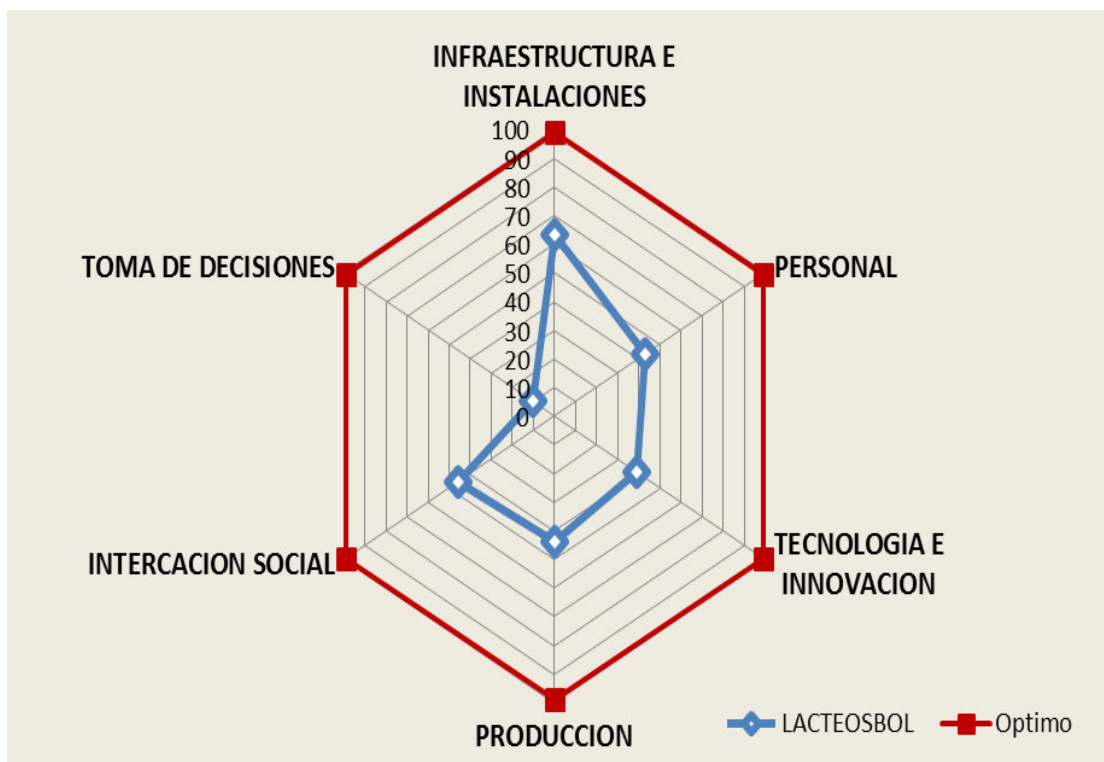 INFRAESTRUCTURA E
INSTALACIONES
100
90
80
70
60
50
40
30
20
10
0
PERSONAL
TECNOLOGIA E
INNOVACION
PRODUCCION
INTERCACION SOCIAL
TOMA DE DECISIONES
LACTEOSBOL
Optimo